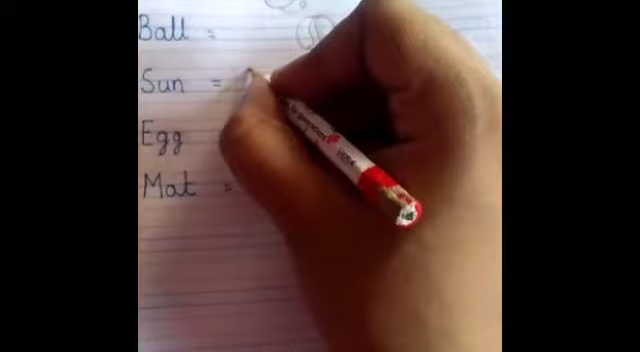 Ball =
Sun =
Egg
Mat =